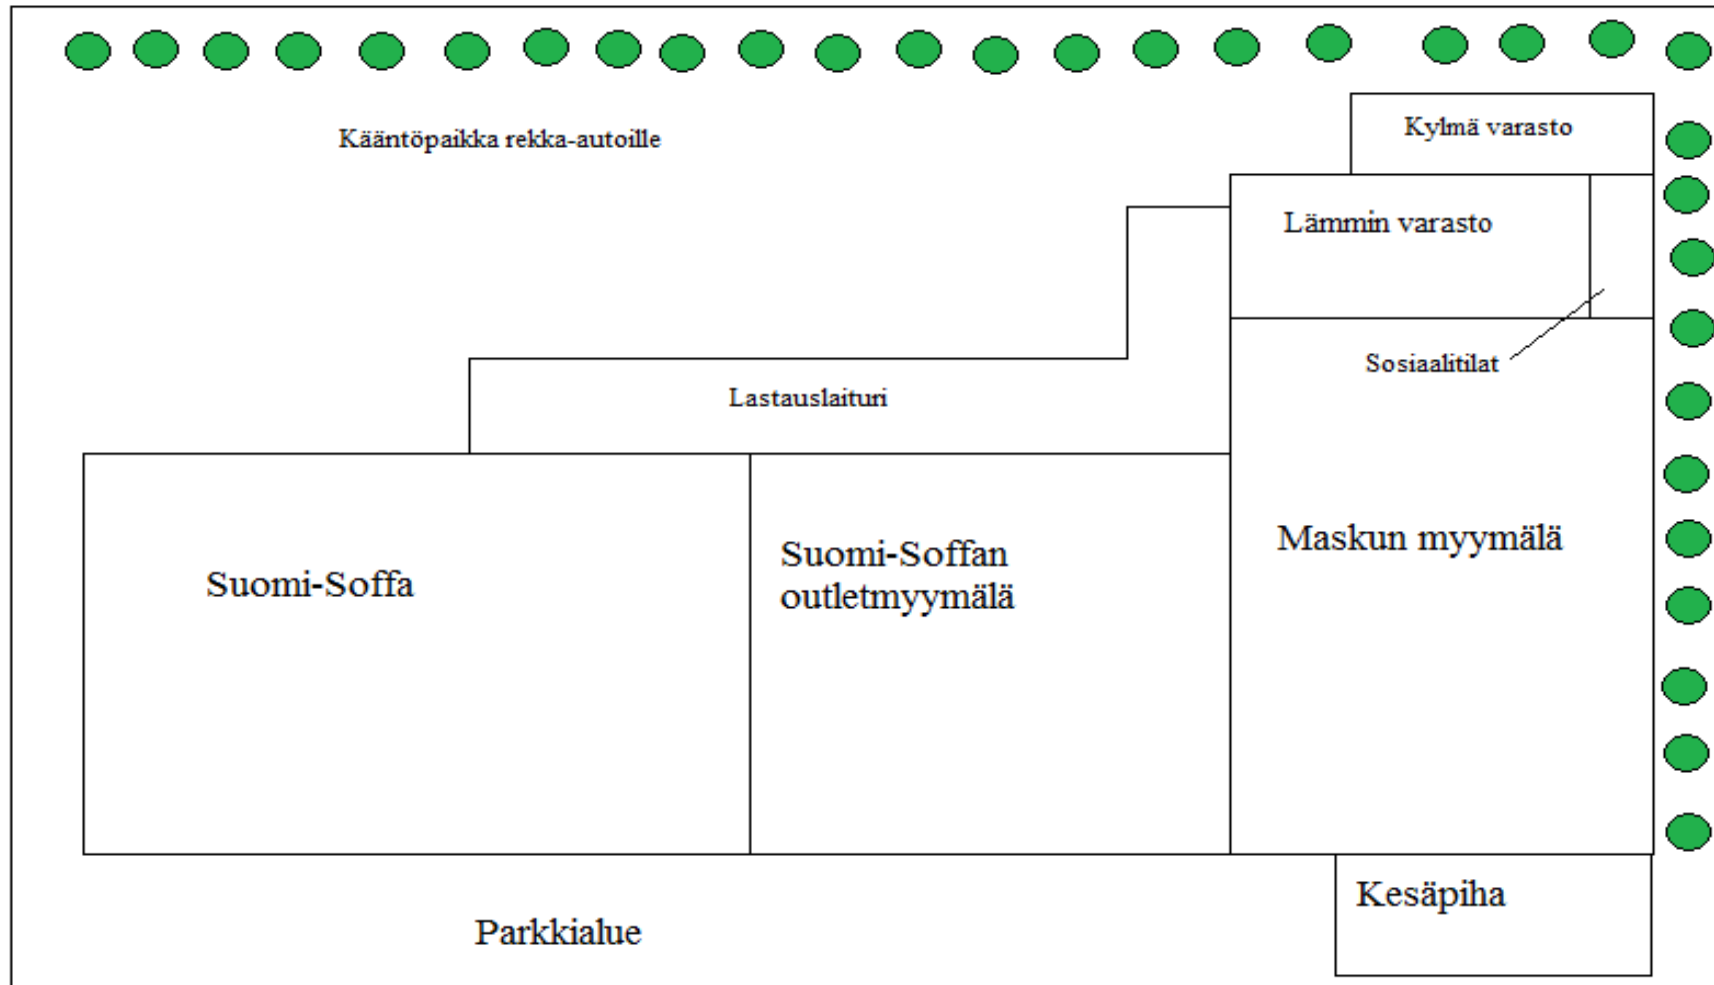 Kylmä varasto
Kääntöpaikka rekka-autoille
Lämmin varasto
Sosiaalitilat
Lastauslaituri
Maskun myymälä
Suomi-Soffan
outletmyymälä
Suomi-Soffa
Kesäpiha
Parkkialue